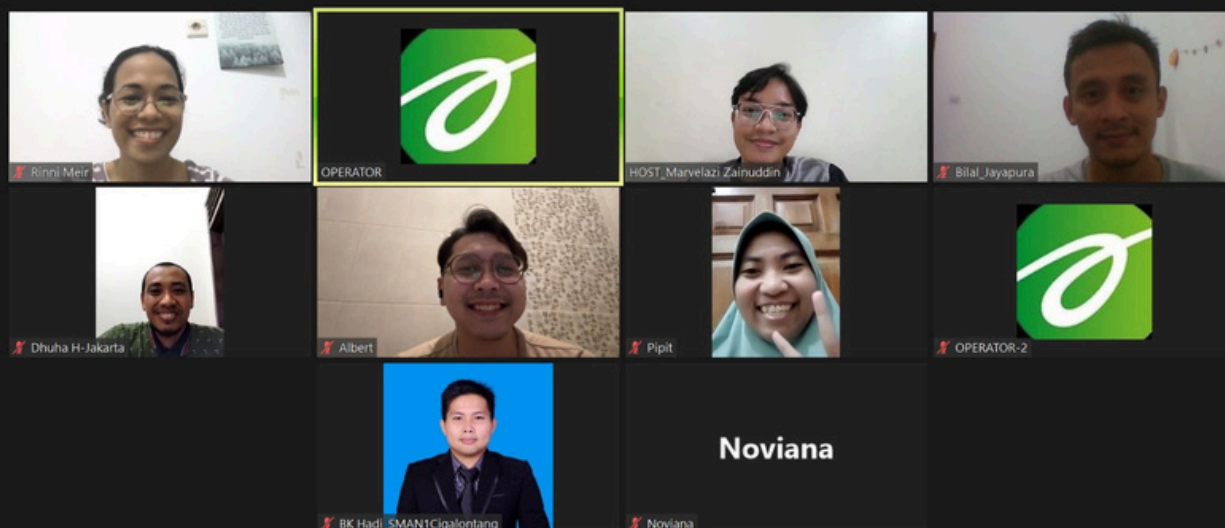 Rinni Meir
OPERATOR
HOST_Marvelazi Zainuddin
Bilal_Jayapura
Dhuha H-Jakarta
Albert
Pipit
OPERATOR-2
BK Hadi_SMAN1Cigalontang
Noviana
Noviana